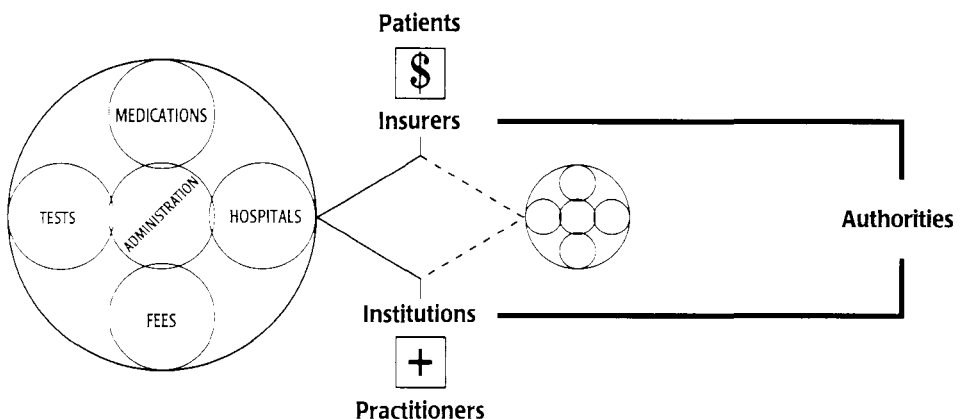 Patients
$
MEDICATIONS
Insurers
TESTS
ADMINISTRATION
HOSPITALS
Authorities
FEES
Institutions
+
Practitioners